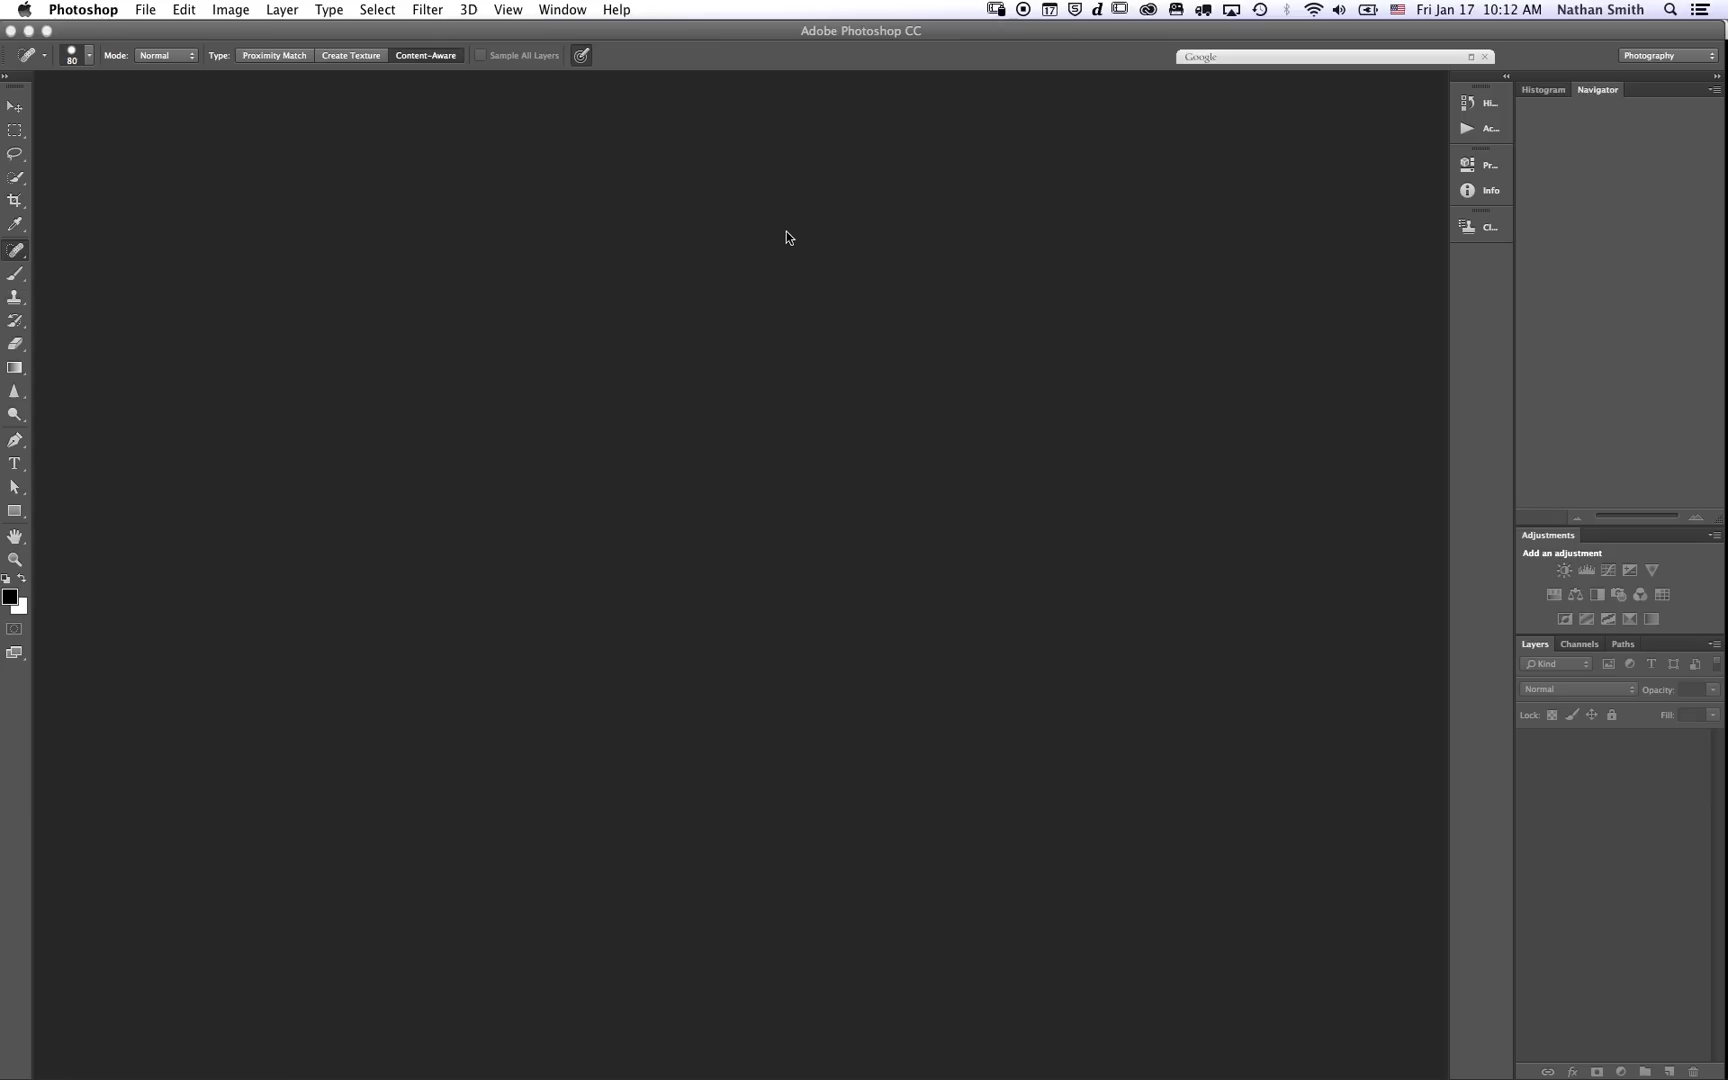 Photoshop File Edit Image Layer Type Select Filter 3D View Window Help 17 Fri Jan 17 10:12 AM Nathan Smith
Adobe Photoshop CC
80 Mode: Normal Type: Proximity Match Create Texture Content-Aware Sample All Layers Google Photography
Histogram Navigator
Hi...
Ac...
Pr...
Info
Cl...
Adjustments
Add an adjustment
Layers Channels Paths
Kind
Normal Opacity:
Lock: Fill:
fx